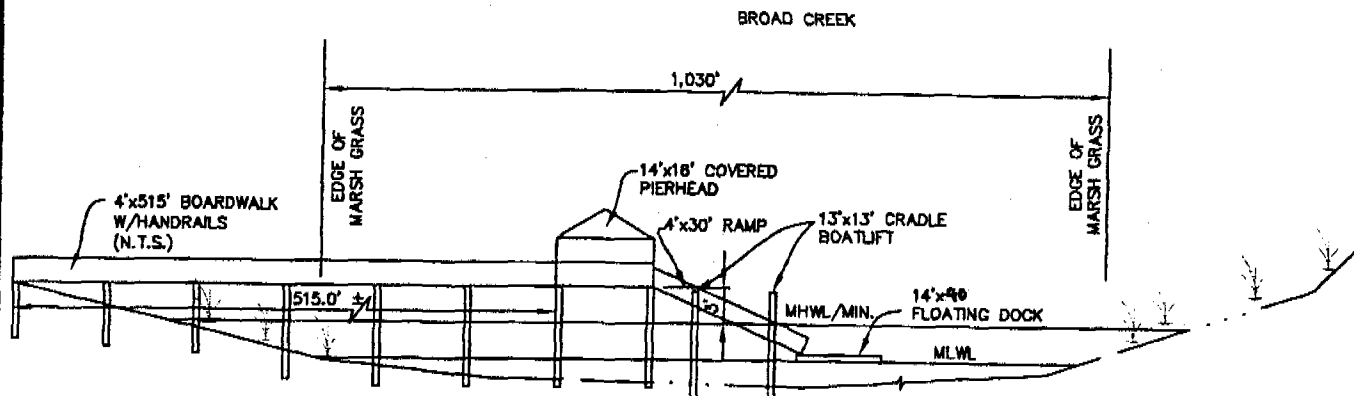 BROAD CREEK
1,030'
EDGE OF
MARSH GRASS
EDGE OF
MARSH GRASS
14'x16' COVERED
PIERHEAD
4'x515' BOARDWALK
W/HANDRAILS
(N.T.S.)
4'x30' RAMP
13'x13' CRADLE
BOATLIFT
515.0' ±
MHWL/MIN.
FLOATING DOCK
MLWL